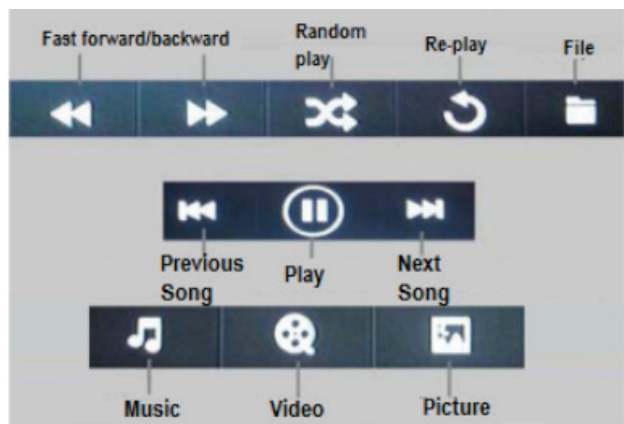 Fast forward/backward
Random
play
Re-play
File
Previous
Song
Play
Next
Song
Music
Video
Picture